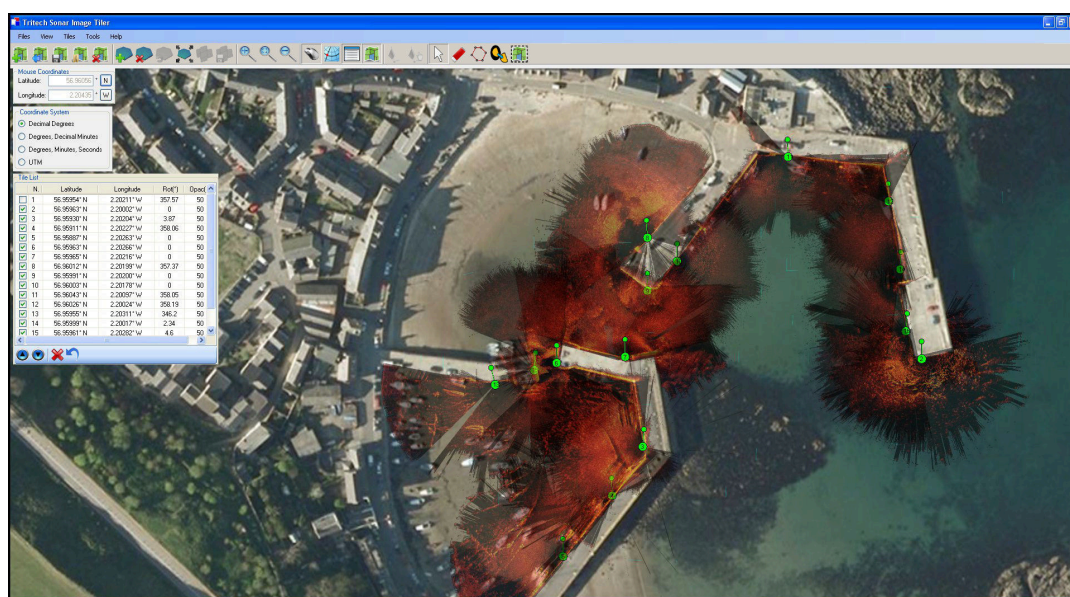 Tritech Sonar Image Tiler
Files View Tiles Tools Help
Mouse Coordinates
Latitude: 56.96056 ° N
Longitude: 2.20435 ° W
Coordinate System
Decimal Degrees
Degrees, Decimal Minutes
Degrees, Minutes, Seconds
UTM
Tile List
N. Latitude Longitude Rot(°) Opac(
1 56.95954° N 2.20211° W 357.57 50
2 56.95963° N 2.20002° W 0 50
3 56.95930° N 2.20204° W 3.87 50
4 56.95911° N 2.20227° W 358.06 50
5 56.95887° N 2.20263° W 0 50
6 56.95963° N 2.20266° W 0 50
7 56.95965° N 2.20216° W 0 50
8 56.96012° N 2.20199° W 357.37 50
9 56.95991° N 2.20200° W 0 50
10 56.96003° N 2.20178° W 0 50
11 56.96043° N 2.20097° W 358.05 50
12 56.96026° N 2.20024° W 358.19 50
13 56.95955° N 2.20311° W 346.2 50
14 56.95999° N 2.20017° W 2.34 50
15 56.95961° N 2.20282° W 4.6 50